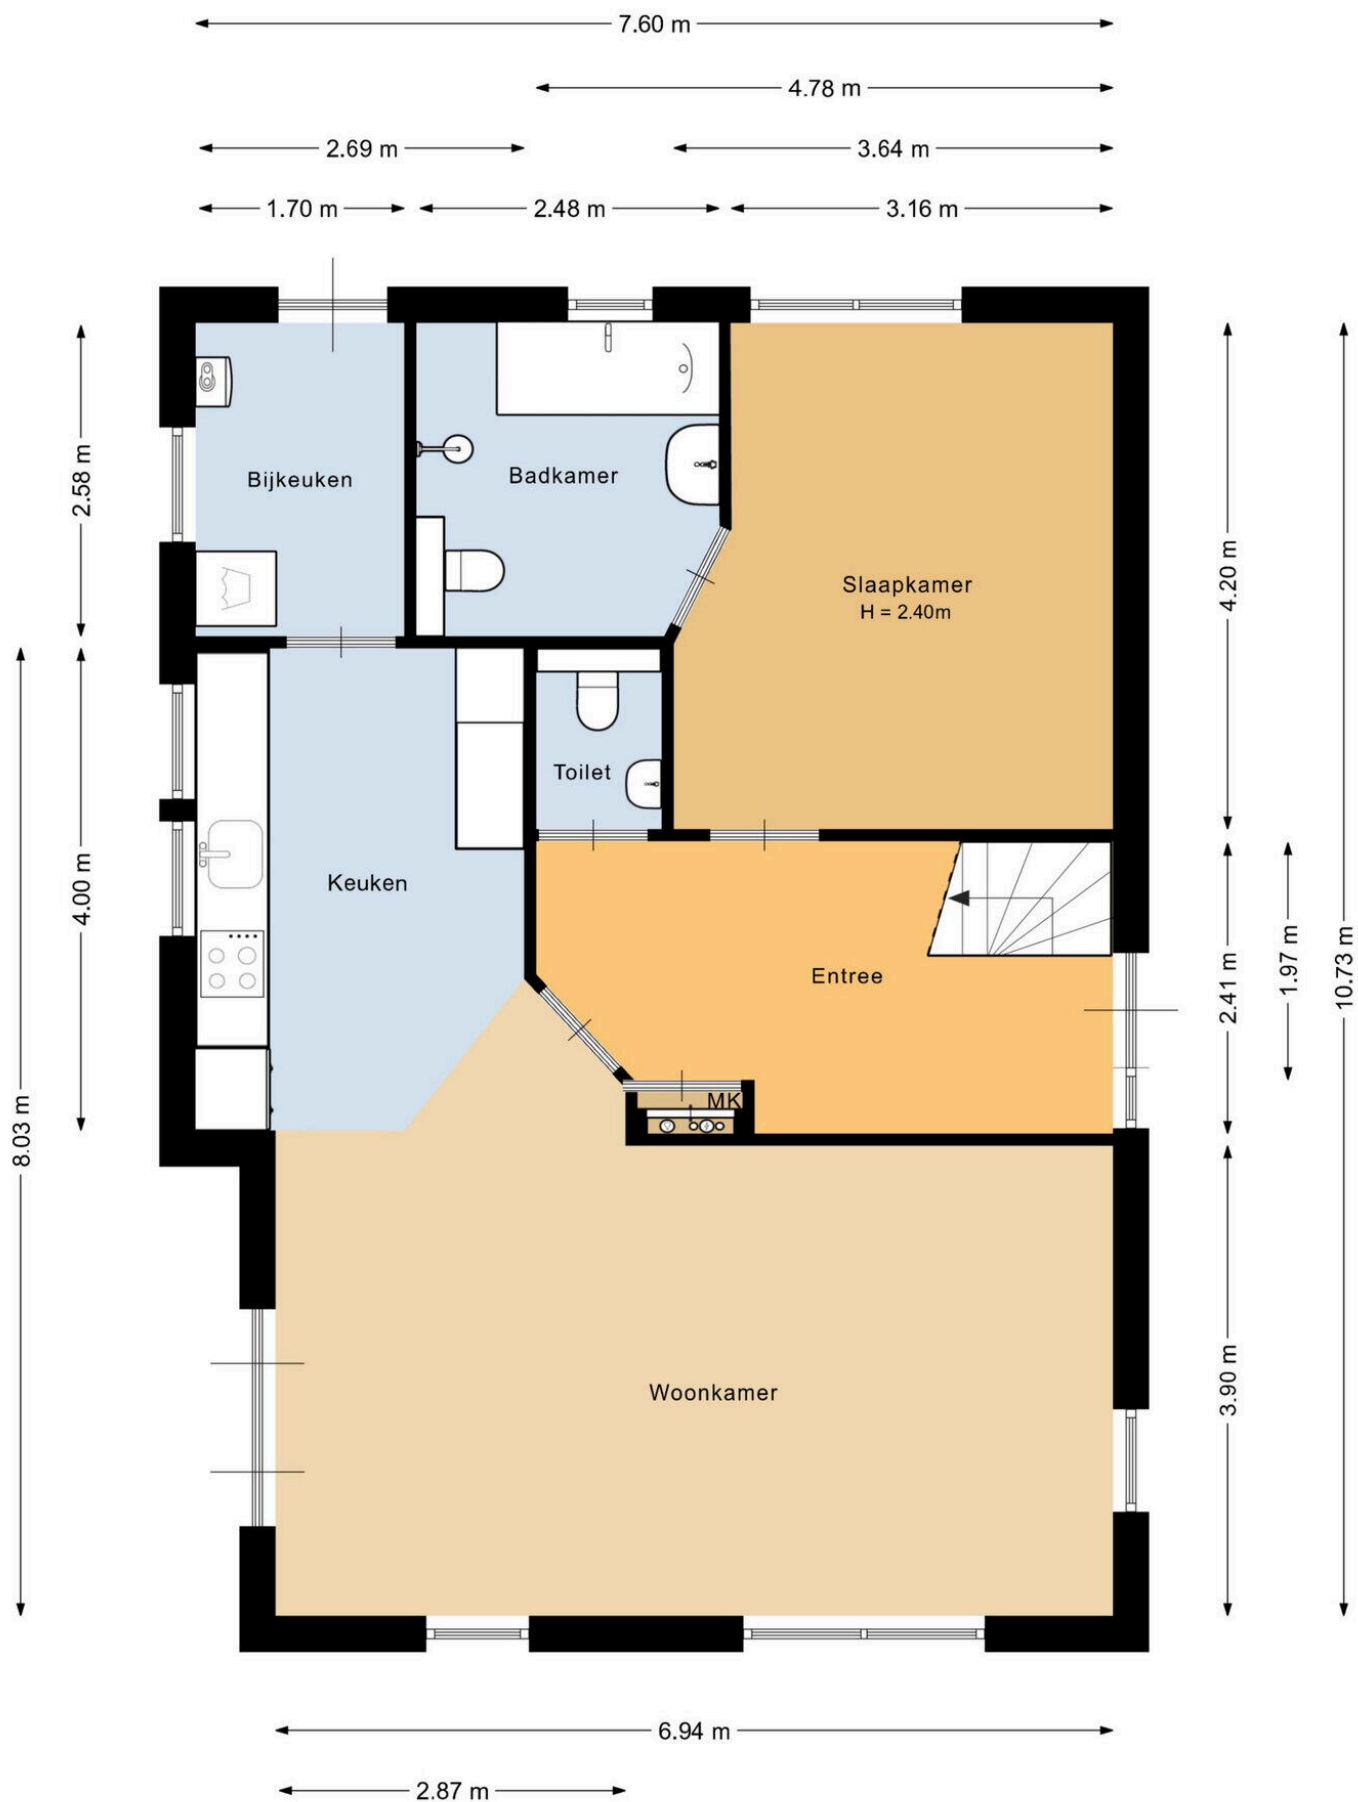 7.60 m
4.78 m
2.69 m
3.64 m
1.70 m
2.48 m
3.16 m
2.58 m
Bijkeuken
Badkamer
4.20 m
Slaapkamer
H = 2.40m
Toilet
4.00 m
Keuken
Entree
2.41 m
1.97 m
10.73 m
MK
8.03 m
3.90 m
Woonkamer
6.94 m
2.87 m